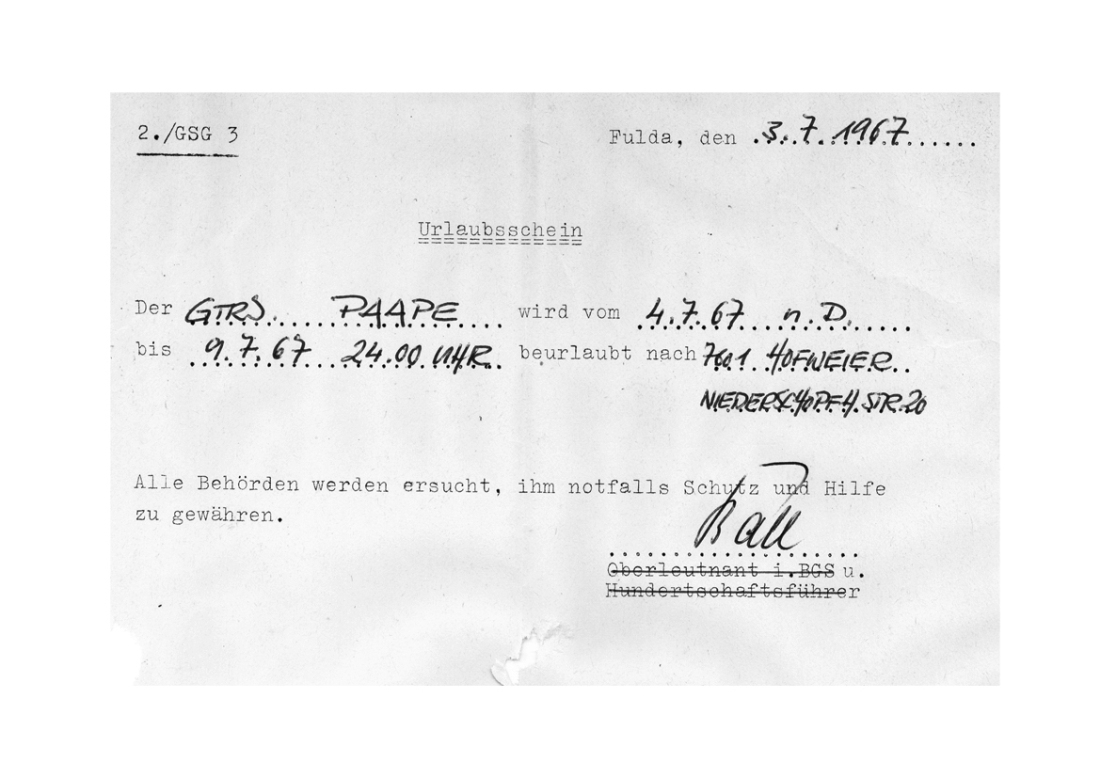 2./GSG 3
Fulda, den 3.7.1967
Urlaubsschein
Der GTRS. PAAPE wird vom 4.7.67 n.D.
bis 9.7.67 24.00 UHR. beurlaubt nach 7601 HOFWEIER.
NIEDERSCHOPFH.STR.20
Alle Behörden werden ersucht, ihm notfalls Schutz und Hilfe
zu gewähren.
Oberleutnant i.BGS u.
Hundertschaftsführer